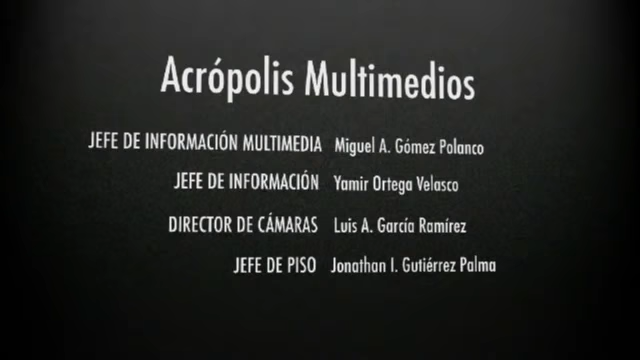 Acrópolis Multimedios
JEFE DE INFORMACIÓN MULTIMEDIA Miguel A. Gómez Polanco
JEFE DE INFORMACIÓN Yamir Ortega Velasco
DIRECTOR DE CÁMARAS Luis A. García Ramírez
JEFE DE PISO Jonathan I. Gutiérrez Palma